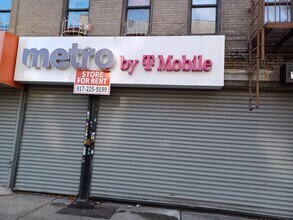 metro by T Mobile
STORE
FOR RENT
917-225-9199